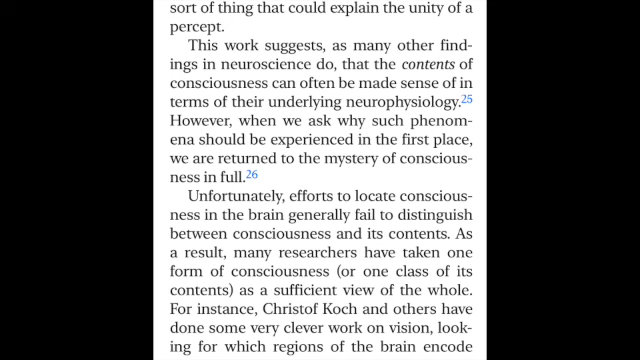 sort of thing that could explain the unity of a
percept.
This work suggests, as many other find-
ings in neuroscience do, that the contents of
consciousness can often be made sense of in
terms of their underlying neurophysiology.25
However, when we ask why such phenom-
ena should be experienced in the first place,
we are returned to the mystery of conscious-
ness in full.26
Unfortunately, efforts to locate conscious-
ness in the brain generally fail to distinguish
between consciousness and its contents. As
a result, many researchers have taken one
form of consciousness (or one class of its
contents) as a sufficient view of the whole.
For instance, Christof Koch and others have
done some very clever work on vision, look-
ing for which regions of the brain encode